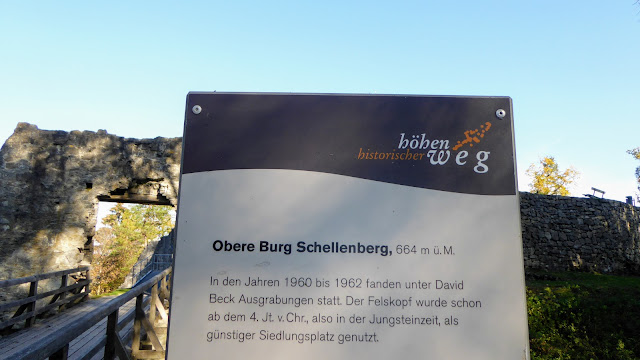 höhen
historischer weg
Obere Burg Schellenberg, 664 m ü.M.
In den Jahren 1960 bis 1962 fanden unter David
Beck Ausgrabungen statt. Der Felskopf wurde schon
ab dem 4. Jt. v. Chr., also in der Jungsteinzeit, als
günstiger Siedlungsplatz genutzt.